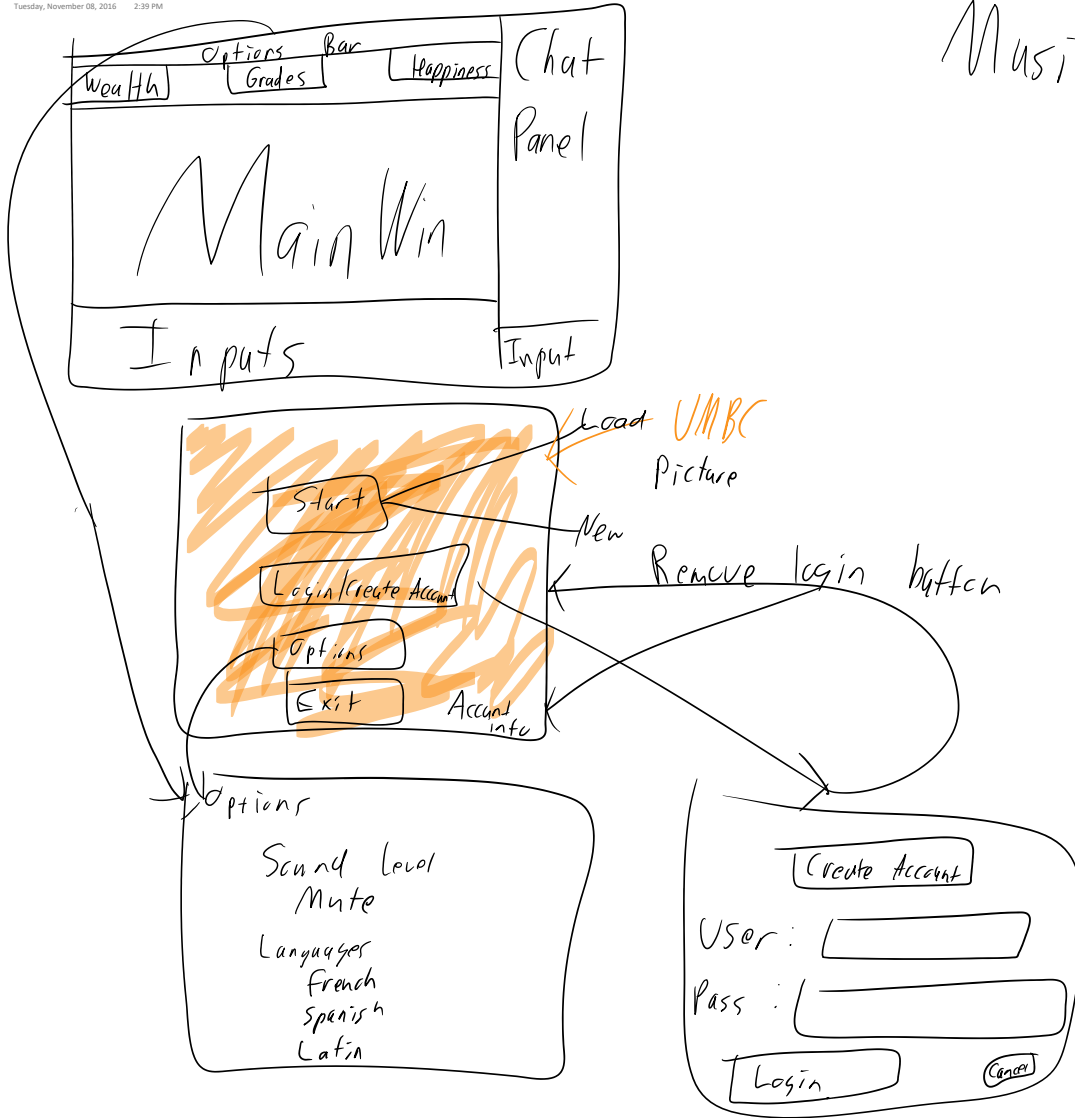 Tuesday, November 08, 2016 2:39 PM
Musi
Options Bar
Wealth Grades Happiness
Chat
Panel
Main Win
Inputs
Input
Load UMBC
Picture
Start
New
Remove login button
Login/Create Account
Options
Exit
Account
info
Options
Sound Level
Mute
Languages
French
Spanish
Latin
Create Account
User:
Pass:
Login
Cancel